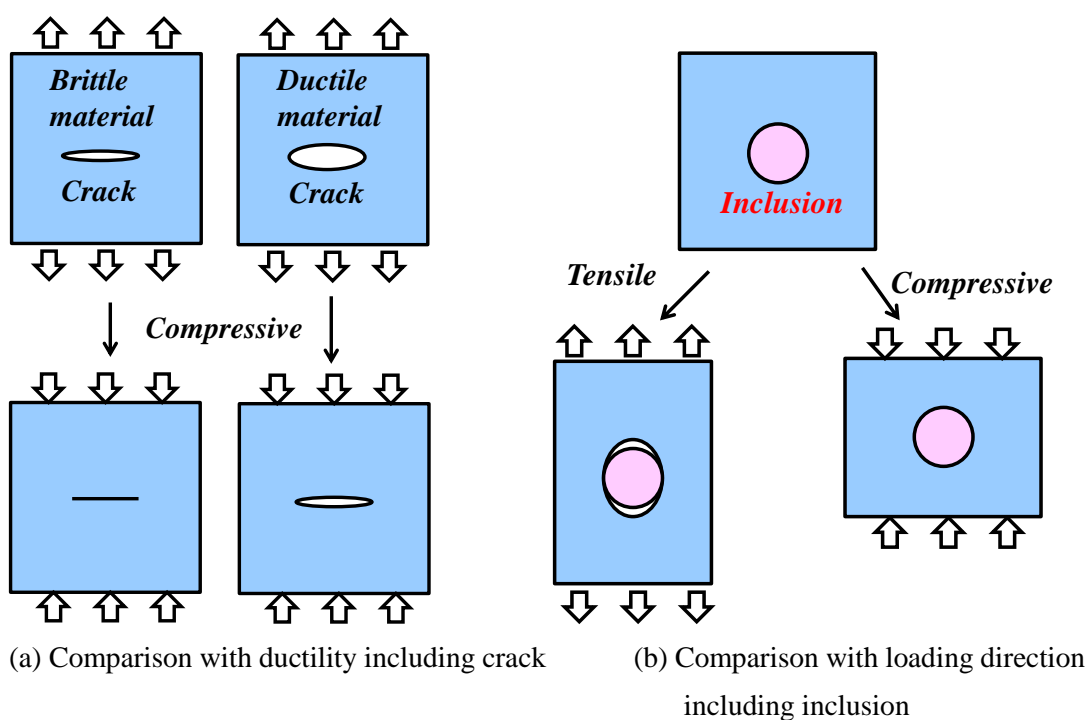 Brittle
material
Crack
Ductile
material
Crack
Compressive
Inclusion
Tensile
Compressive
(a) Comparison with ductility including crack
(b) Comparison with loading direction
including inclusion